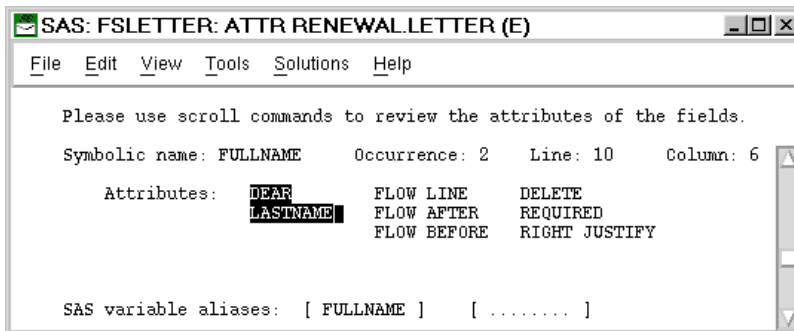 SAS: FSLETTER: ATTR RENEWAL.LETTER (E)
File Edit View Tools Solutions Help
Please use scroll commands to review the attributes of the fields.
Symbolic name: FULLNAME Occurrence: 2 Line: 10 Column: 6
Attributes: DEAR FLOW LINE DELETE
LASTNAME FLOW AFTER REQUIRED
FLOW BEFORE RIGHT JUSTIFY
SAS variable aliases: [ FULLNAME ] [ ........ ]